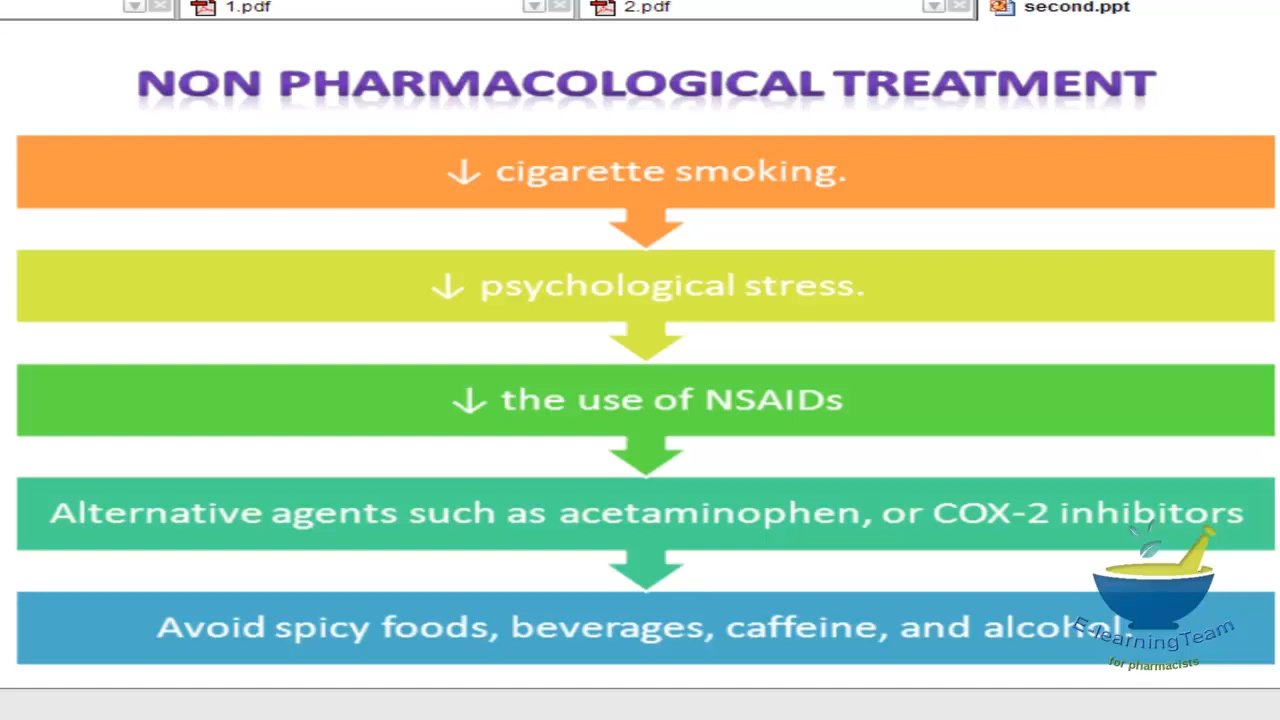 1.pdf
2.pdf
second.ppt
NON PHARMACOLOGICAL TREATMENT
↓ cigarette smoking.
↓ psychological stress.
↓ the use of NSAIDs
Alternative agents such as acetaminophen, or COX-2 inhibitors
Avoid spicy foods, beverages, caffeine, and alcohol.
E-learningTeam
for pharmacists